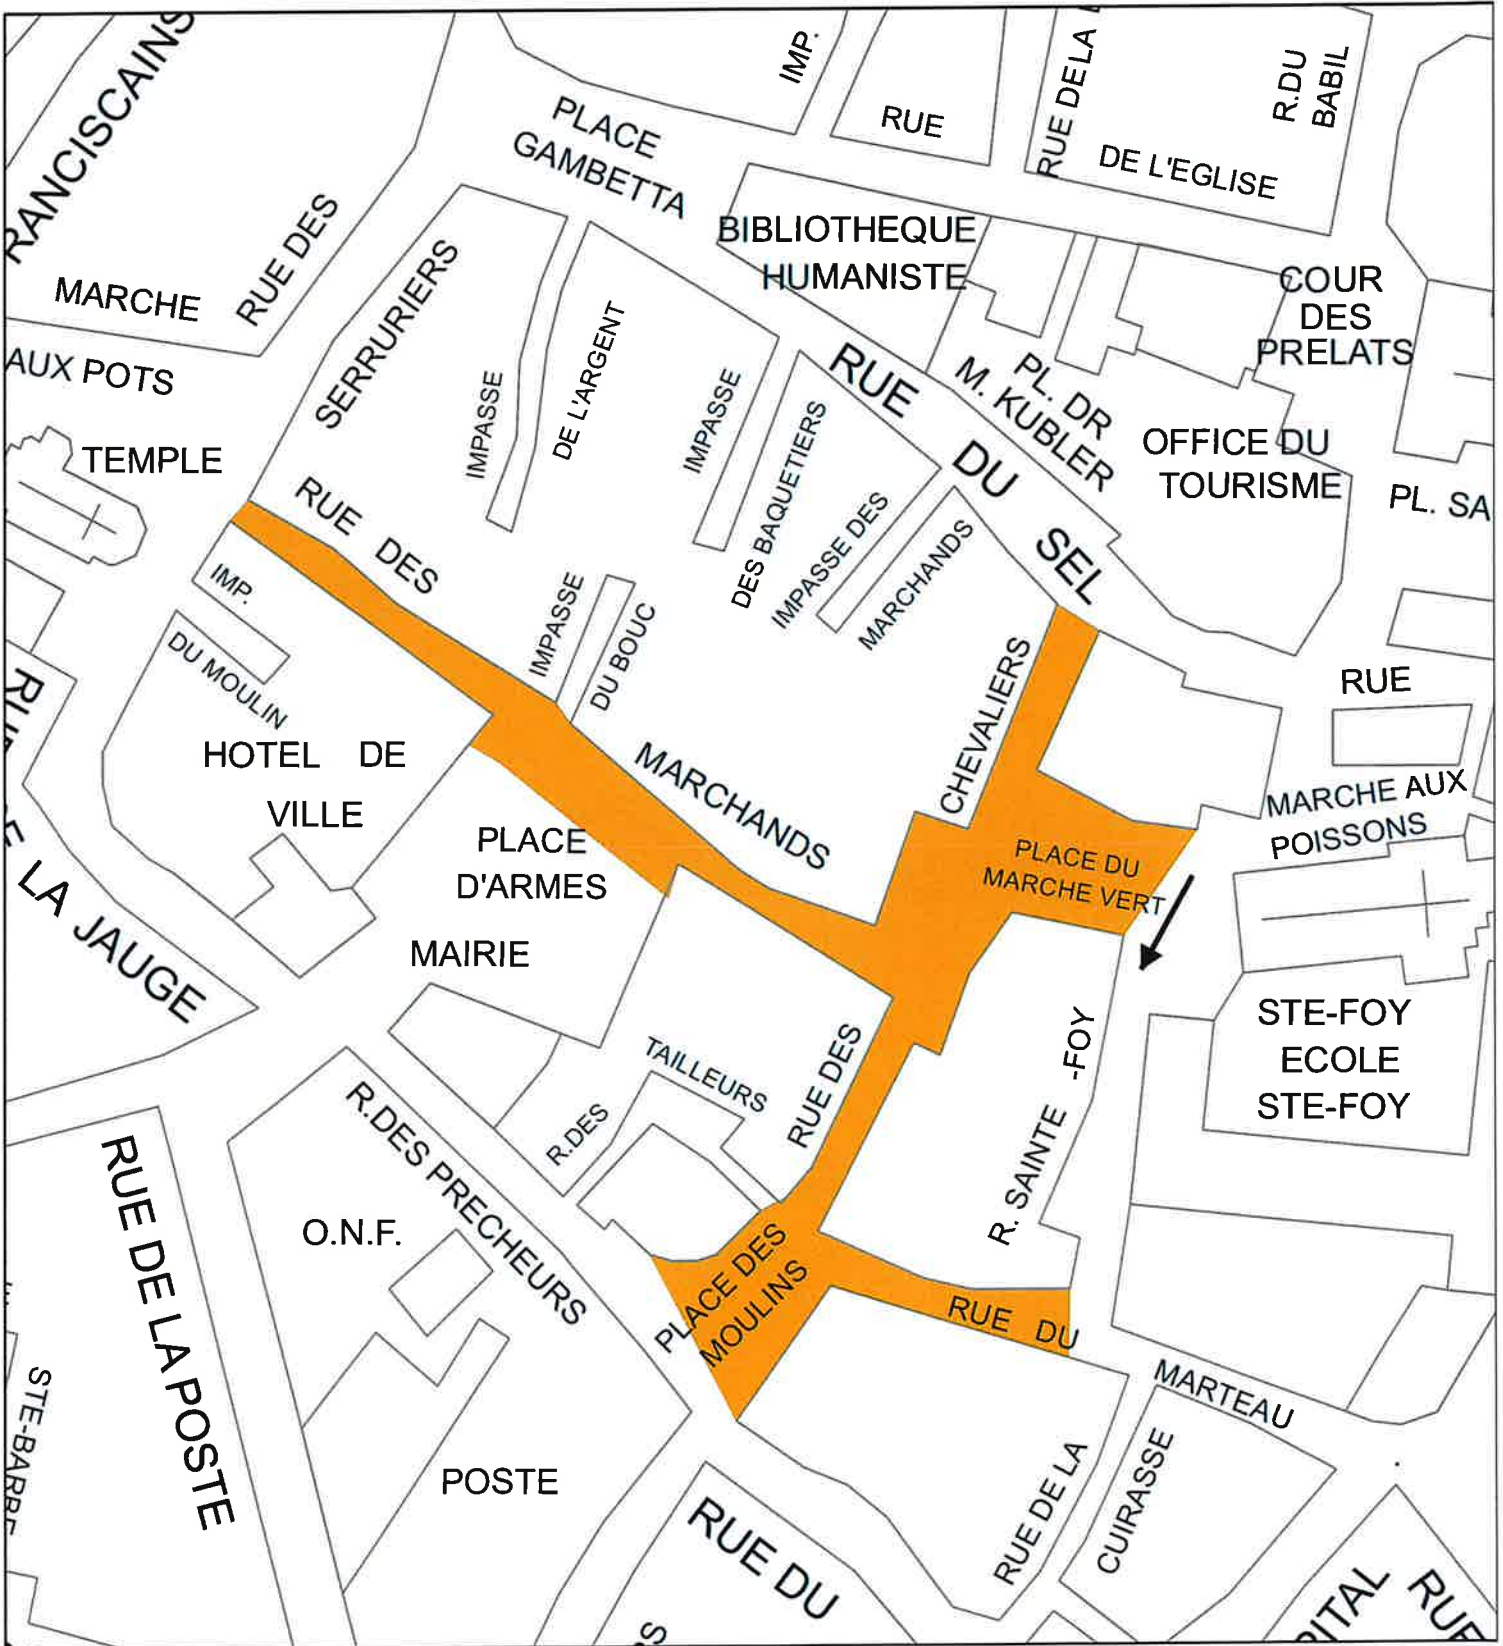 RANCISCAINS
IMP.
RUE DE LA
R.DU
BABIL
PLACE
GAMBETTA
RUE
DE L'EGLISE
RUE DES
SERRURIERS
MARCHE
AUX POTS
BIBLIOTHEQUE
HUMANISTE
COUR
DES
PRELATS
IMPASSE
DE L'ARGENT
IMPASSE
DES BAQUETIERS
RUE
DU
SEL
PL. DR
M. KUBLER
OFFICE DU
TOURISME
PL. SA
TEMPLE
RUE DES
MARCHANDS
IMPASSE DES
MARCHANDS
IMP.
DU MOULIN
IMPASSE
DU BOUC
CHEVALIERS
RUE
HOTEL DE
VILLE
MARCHE AUX
POISSONS
PLACE
D'ARMES
PLACE DU
MARCHE VERT
LA JAUGE
MAIRIE
STE-FOY
ECOLE
STE-FOY
TAILLEURS
R.DES
RUE DES
R. SAINTE -FOY
R.DES PRECHEURS
RUE DE LA POSTE
O.N.F.
PLACE DES
MOULINS
RUE DU
MARTEAU
STE-BARBE
POSTE
RUE DE LA
CUIRASSE
RUE DU
PITAL
RUE